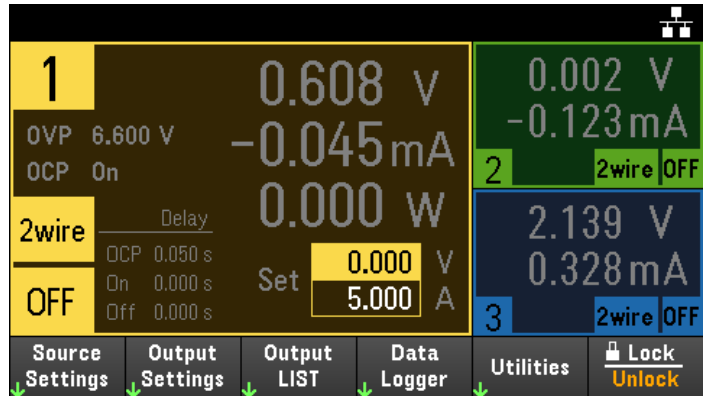 1
0.608 V
-0.045 mA
0.000 W
OVP 6.600 V
OCP On
2wire
OFF
Delay
OCP 0.050 s
On 0.000 s
Off 0.000 s
Set
0.000 V
5.000 A
0.002 V
-0.123 mA
2
2wire OFF
2.139 V
0.328 mA
3
2wire OFF
Source
Settings
Output
Settings
Output
LIST
Data
Logger
Utilities
Lock
Unlock